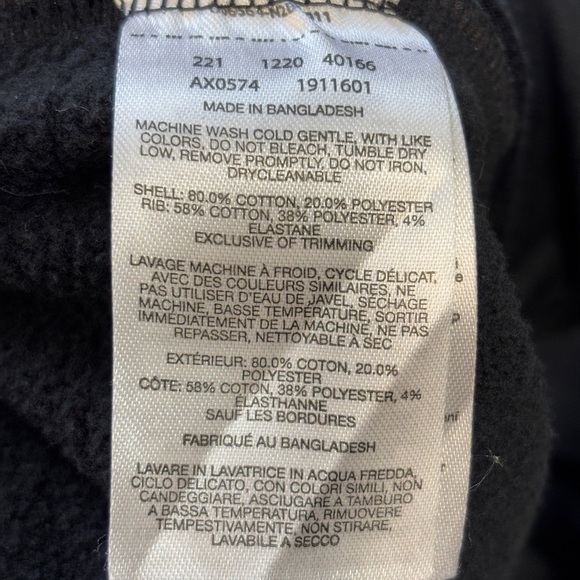 221 1220 40166
AX0574 1911601
MADE IN BANGLADESH
MACHINE WASH COLD GENTLE, WITH LIKE
COLORS, DO NOT BLEACH, TUMBLE DRY
LOW, REMOVE PROMPTLY, DO NOT IRON,
DRYCLEANABLE
SHELL: 80.0% COTTON, 20.0% POLYESTER
RIB: 58% COTTON, 38% POLYESTER, 4%
ELASTANE
EXCLUSIVE OF TRIMMING
LAVAGE MACHINE À FROID, CYCLE DÉLICAT,
AVEC DES COULEURS SIMILAIRES, NE
PAS UTILISER D'EAU DE JAVEL, SÉCHAGE
MACHINE, BASSE TEMPÉRATURE, SORTIR
IMMÉDIATEMENT DE LA MACHINE, NE PAS
REPASSER, NETTOYABLE À SEC
EXTÉRIEUR: 80.0% COTON, 20.0%
POLYESTER
CÔTE: 58% COTON, 38% POLYESTER, 4%
ÉLASTHANNE
SAUF LES BORDURES
FABRIQUÉ AU BANGLADESH
LAVARE IN LAVATRICE IN ACQUA FREDDA,
CICLO DELICATO, CON COLORI SIMILI, NON
CANDEGGIARE, ASCIUGARE A TAMBURO
A BASSA TEMPERATURA, RIMUOVERE
TEMPESTIVAMENTE, NON STIRARE,
LAVABILE A SECCO